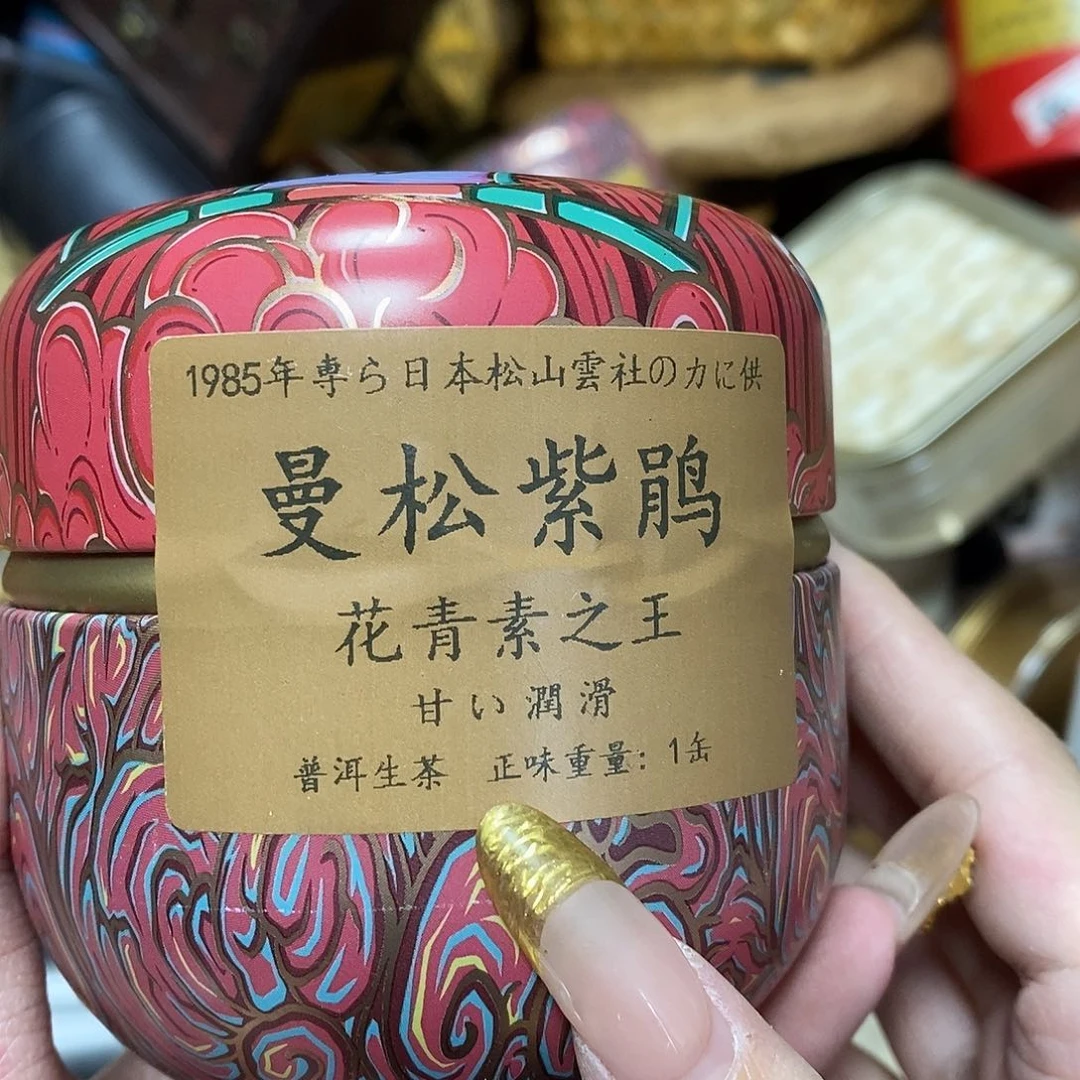 1985年専ら日本松山雲社の力に供
曼松紫鹃
花青素之王
甘い潤滑
普洱生茶 正味重量: 1缶